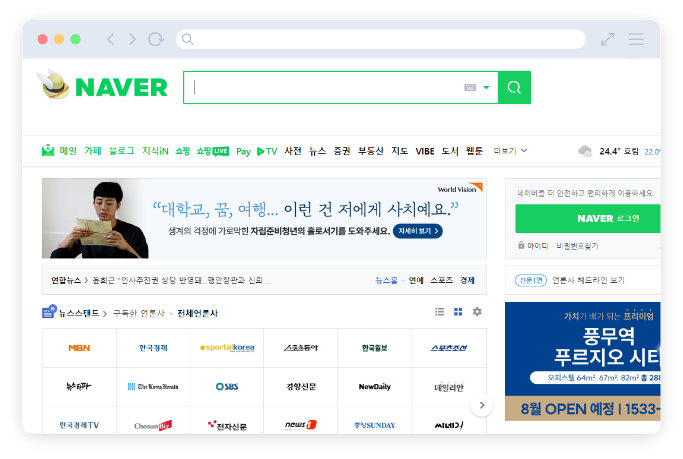 NAVER
메일 카페 블로그 지식iN 쇼핑 쇼핑LIVE Pay TV 사전 뉴스 증권 부동산 지도 VIBE 도서 웹툰 더보기
24.4° 흐림 22.0°
World Vision
“대학교, 꿈, 여행... 이런 건 저에게 사치예요.”
생계의 걱정에 가로막힌 자립준비청년의 홀로서기를 도와주세요. 자세히 보기 >
네이버를 더 안전하고 편리하게 이용하세요
NAVER 로그인
아이디 · 비밀번호찾기
연합뉴스 > 윤희근 "인사주전권 상당 반영돼...행안장관과 신뢰 ...
뉴스홈 · 연예 스포츠 경제
신문1면 언론사 헤드라인 보기
뉴스스탠드 > 구독한 언론사 · 전체언론사
MBN 한국경제 sportalkorea 스포츠동아 한국일보 스포츠조선
뉴스타파 The Korea Herald SBS 경향신문 NewDaily 데일리안
한국경제TV ChosunBiz 전자신문 news1 중앙SUNDAY 씨네21
가치가 배가 되는 프리미엄
풍무역
푸르지오 시티
오피스텔 64m², 67m², 82m² 총 288
8월 OPEN 예정 | 1533-